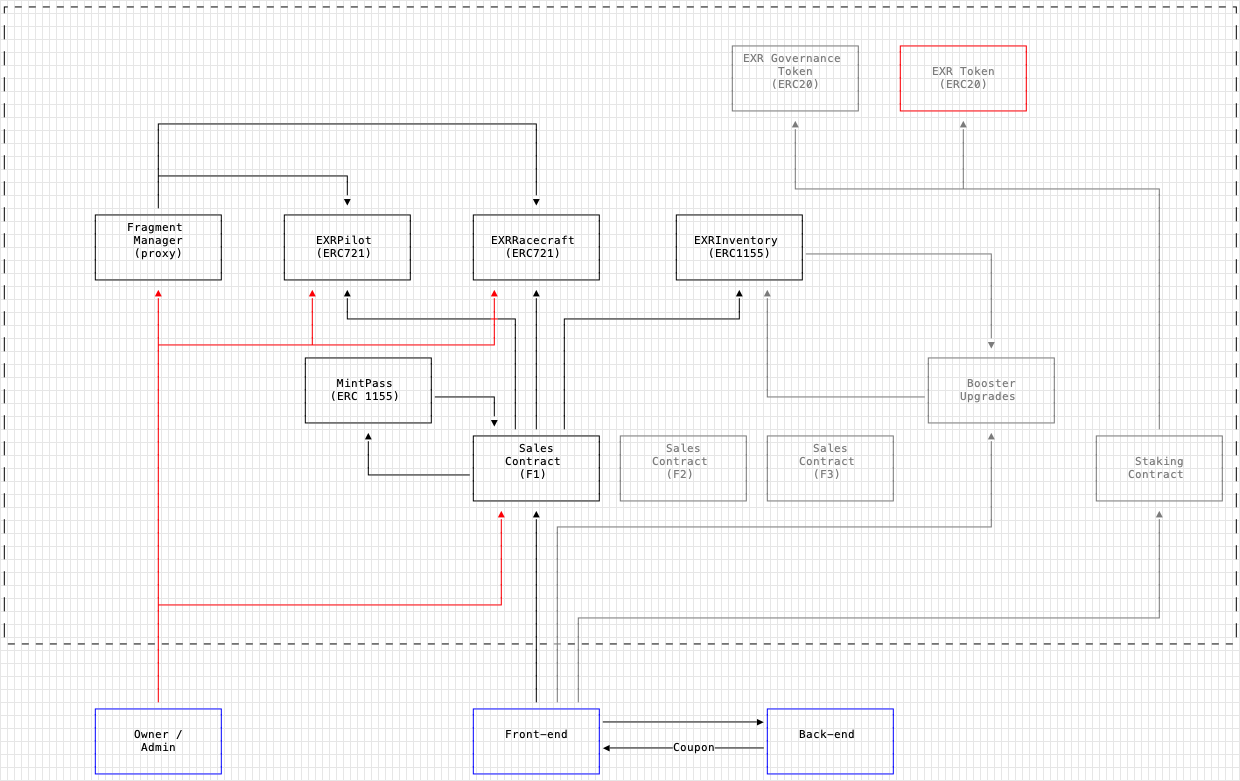 EXR Governance
Token
(ERC20)
EXR Token
(ERC20)
Fragment
Manager
(proxy)
EXRPilot
(ERC721)
EXRRacecraft
(ERC721)
EXRInventory
(ERC1155)
MintPass
(ERC 1155)
Booster
Upgrades
Sales
Contract
(F1)
Sales
Contract
(F2)
Sales
Contract
(F3)
Staking
Contract
Owner /
Admin
Front-end
Back-end
Coupon